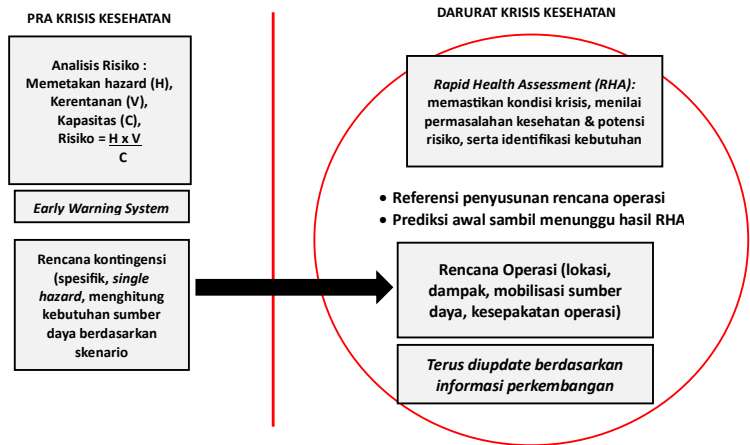 PRA KRISIS KESEHATAN
Analisis Risiko :
Memetakan hazard (H),
Kerentanan (V),
Kapasitas (C),
Risiko = H x V
C
Early Warning System
Rencana kontingensi
(spesifik, single
hazard, menghitung
kebutuhan sumber
daya berdasarkan
skenario
DARURAT KRISIS KESEHATAN
Rapid Health Assessment (RHA):
memastikan kondisi krisis, menilai
permasalahan kesehatan & potensi
risiko, serta identifikasi kebutuhan
• Referensi penyusunan rencana operasi
• Prediksi awal sambil menunggu hasil RHA
Rencana Operasi (lokasi,
dampak, mobilisasi sumber
daya, kesepakatan operasi)
Terus diupdate berdasarkan
informasi perkembangan